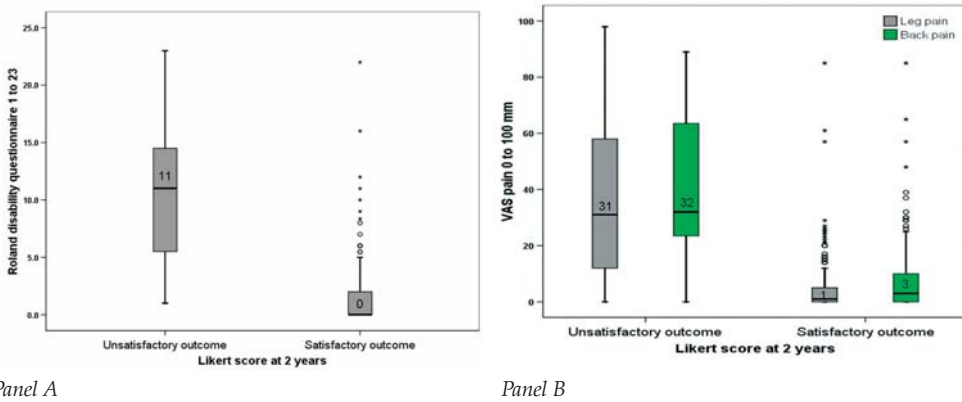 Roland disability questionnaire 1 to 23
25.0
20.0
15.0
10.0
5.0
0.0
11
0
Unsatisfactory outcome Satisfactory outcome
Likert score at 2 years
VAS pain 0 to 100 mm
100
80
60
40
20
0
Leg pain
Back pain
31
32
1
3
Unsatisfactory outcome Satisfactory outcome
Likert score at 2 years
Panel A
Panel B